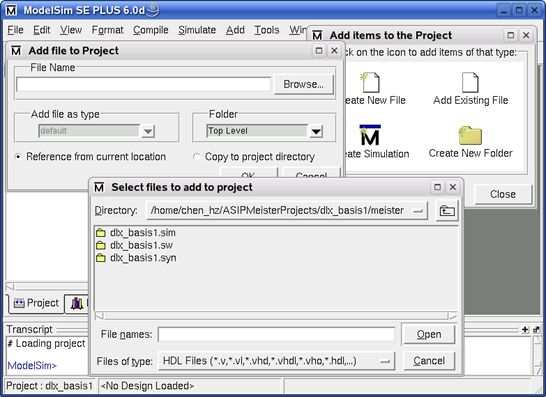 ModelSim SE PLUS 6.0d
File Edit View Format Compile Simulate Add Tools
Add items to the Project
Add file to Project
on the icon to add items of that type:
File Name
Browse...
New File
Add Existing File
Add file as type
default
Folder
Top Level
Simulation
Create New Folder
Reference from current location
Copy to project directory
OK
Cancel
Close
Select files to add to project
Directory: /home/chen_hz/ASIPMeisterProjects/dlx_basis1/meister
dlx_basis1.sim
dlx_basis1.sw
dlx_basis1.syn
Project
File names:
Open
Files of type: HDL Files (*.v,*.vl,*.vhd,*.vhdl,*.vho,*.hdl,...)
Cancel
Transcript
# Loading project
ModelSim>
Project : dlx_basis1
<No Design Loaded>